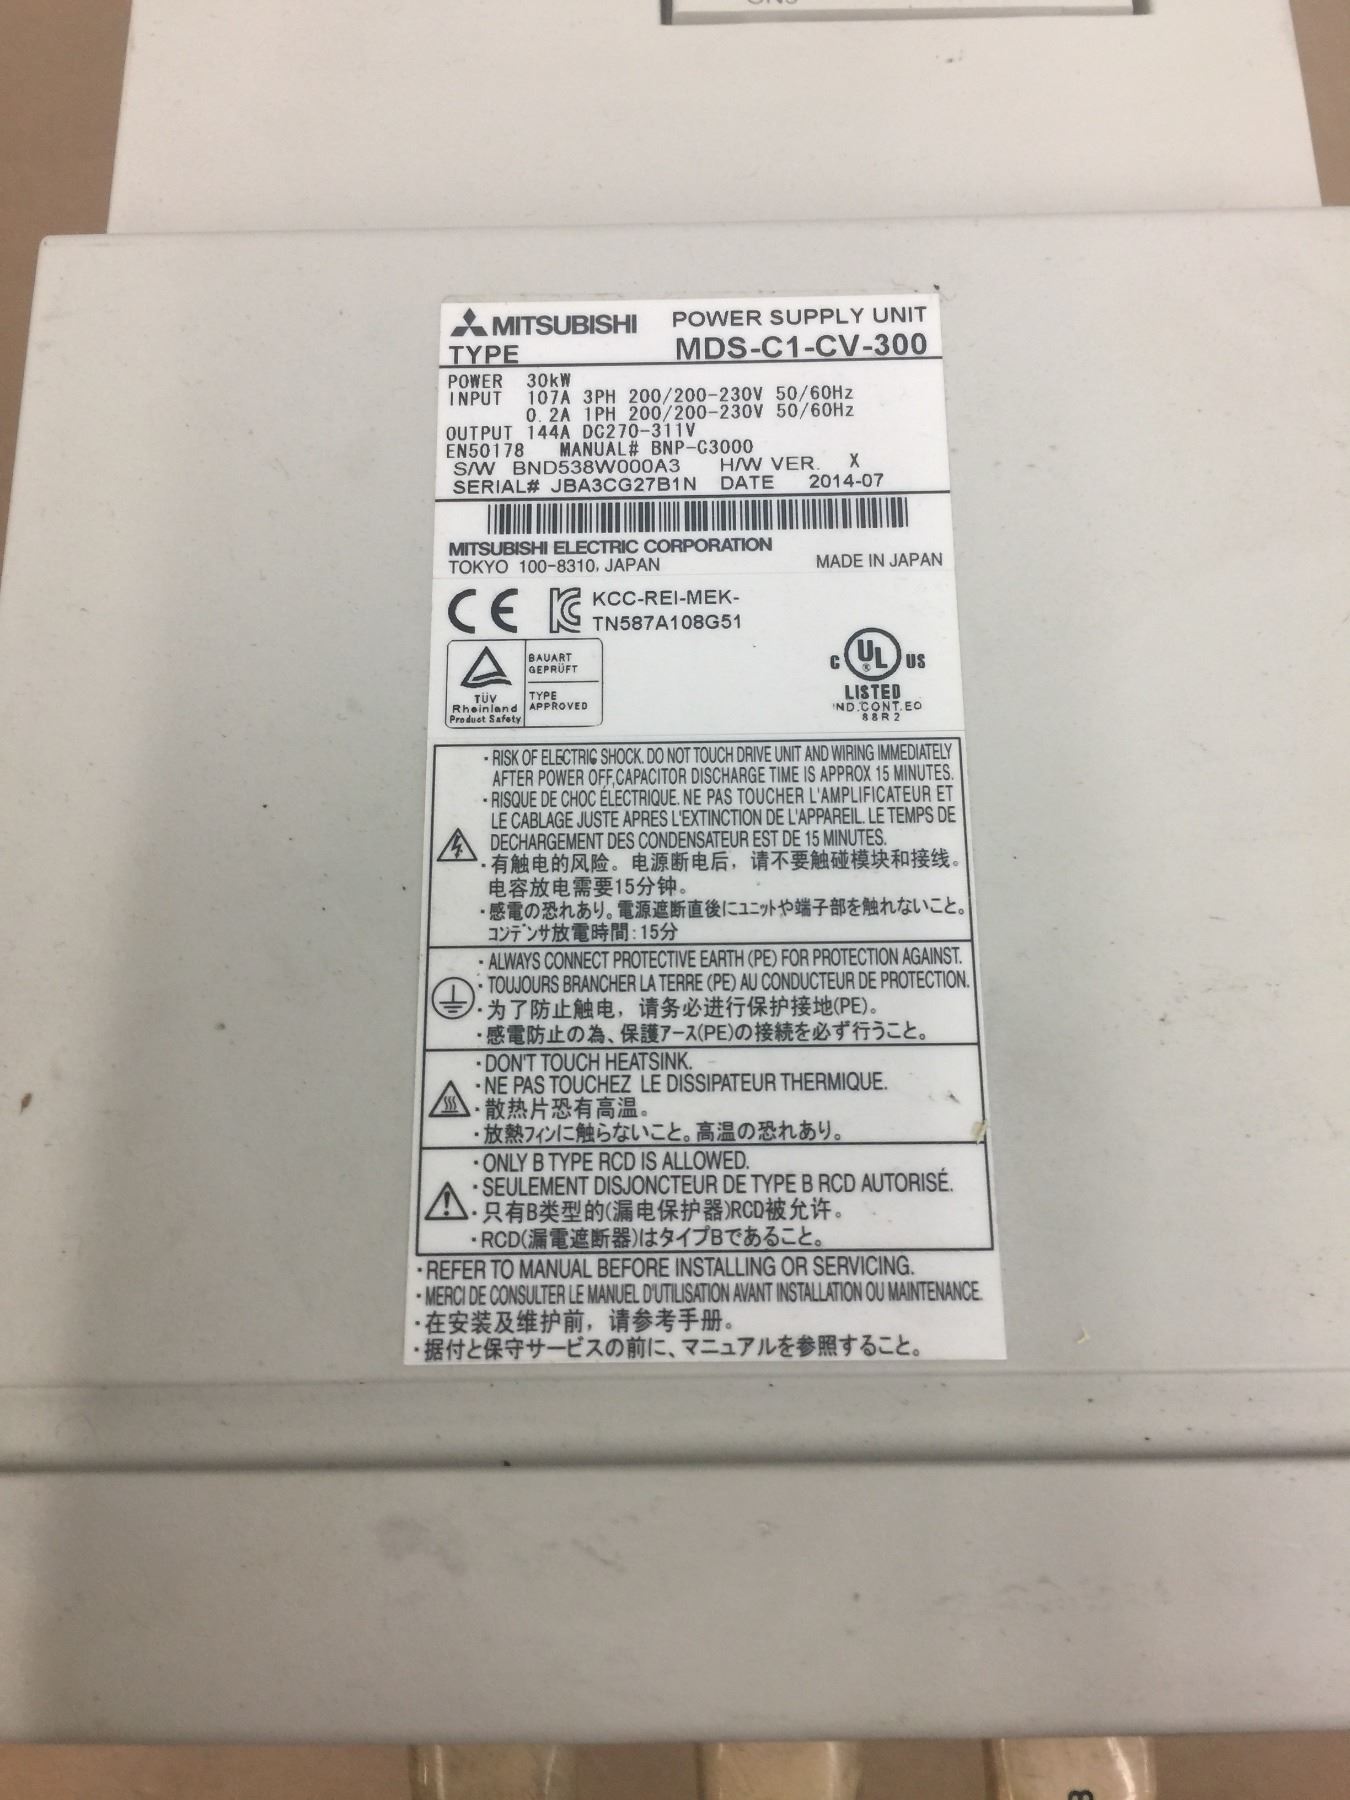 MITSUBISHI POWER SUPPLY UNIT
TYPE MDS-C1-CV-300
POWER 30kW
INPUT 107A 3PH 200/200-230V 50/60Hz
0.2A 1PH 200/200-230V 50/60Hz
OUTPUT 144A DC270-311V
EN50178 MANUAL# BNP-C3000
S/W BND538W000A3 H/W VER. X
SERIAL# JBA3CG27B1N DATE 2014-07
MITSUBISHI ELECTRIC CORPORATION
TOKYO 100-8310, JAPAN MADE IN JAPAN
CE KCC-REI-MEK-
TN587A108G51
BAUART
GEPRÜFT
TÜV
Rheinland
Product Safety
TYPE
APPROVED
C UL US
®
LISTED
IND.CONT.EQ
88R2
・RISK OF ELECTRIC SHOCK. DO NOT TOUCH DRIVE UNIT AND WIRING IMMEDIATELY
AFTER POWER OFF, CAPACITOR DISCHARGE TIME IS APPROX 15 MINUTES.
・RISQUE DE CHOC ÉLECTRIQUE. NE PAS TOUCHER L'AMPLIFICATEUR ET
LE CABLAGE JUSTE APRES L'EXTINCTION DE L'APPAREIL. LE TEMPS DE
DECHARGEMENT DES CONDENSATEUR EST DE 15 MINUTES.
・有触电的风险。电源断电后，请不要触碰模块和接线。
电容放电需要15分钟。
・感電の恐れあり。電源遮断直後にユニットや端子部を触れないこと。
コンデンサ放電時間：15分
・ALWAYS CONNECT PROTECTIVE EARTH (PE) FOR PROTECTION AGAINST.
・TOUJOURS BRANCHER LA TERRE (PE) AU CONDUCTEUR DE PROTECTION.
・为了防止触电，请务必进行保护接地(PE)。
・感電防止の為、保護アース(PE)の接続を必ず行うこと。
・DON'T TOUCH HEATSINK.
・NE PAS TOUCHEZ LE DISSIPATEUR THERMIQUE.
・散热片恐有高温。
・放熱フィンに触らないこと。高温の恐れあり。
・ONLY B TYPE RCD IS ALLOWED.
・SEULEMENT DISJONCTEUR DE TYPE B RCD AUTORISÉ.
・只有B类型的(漏电保护器)RCD被允许。
・RCD(漏電遮断器)はタイプBであること。
・REFER TO MANUAL BEFORE INSTALLING OR SERVICING.
・MERCI DE CONSULTER LE MANUEL D'UTILISATION AVANT INSTALLATION OU MAINTENANCE.
・在安装及维护前，请参考手册。
・据付と保守サービスの前に、マニュアルを参照すること。